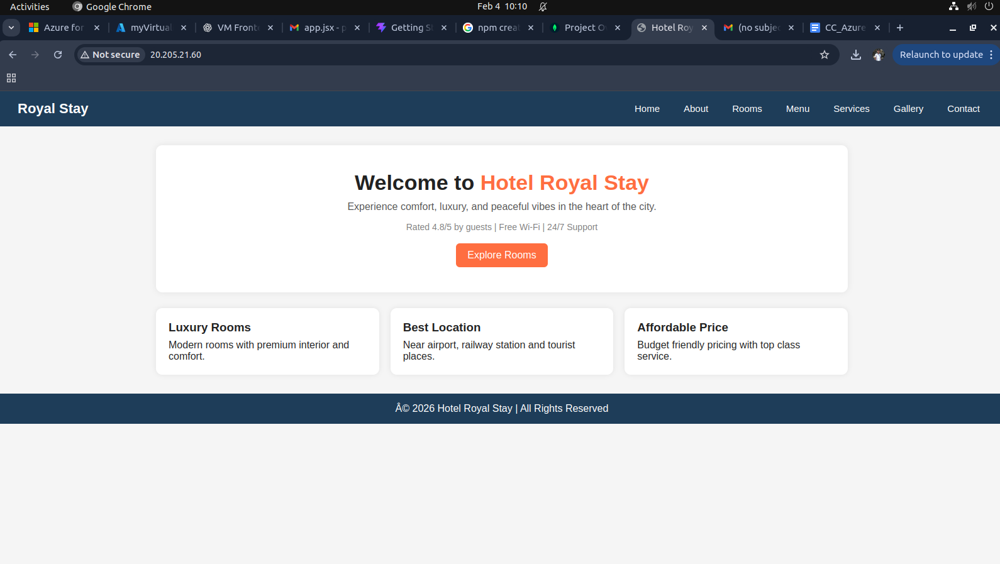 Activities
Google Chrome
Feb 4 10:10
Azure for
myVirtual
VM Fronte
app.jsx - p
Getting St
npm creat
Project Ov
Hotel Roy
(no subjec
CC_Azure
Not secure
20.205.21.60
Relaunch to update
Royal Stay
Home
About
Rooms
Menu
Services
Gallery
Contact
Welcome to Hotel Royal Stay
Experience comfort, luxury, and peaceful vibes in the heart of the city.
Rated 4.8/5 by guests | Free Wi-Fi | 24/7 Support
Explore Rooms
Luxury Rooms
Modern rooms with premium interior and
comfort.
Best Location
Near airport, railway station and tourist
places.
Affordable Price
Budget friendly pricing with top class
service.
Â© 2026 Hotel Royal Stay | All Rights Reserved